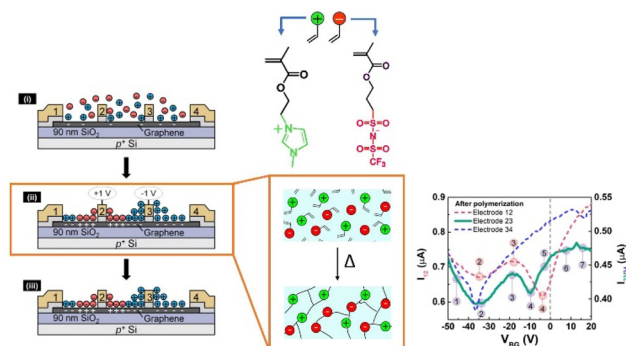 + −
O
O
O
O
+
N
N
O=S=O
N−
O=S=O
CF3
(i)
1 2 3 4
90 nm SiO2 Graphene
p+ Si
(ii)
+1 V -1 V
1 2 3 4
90 nm SiO2 Graphene
p+ Si
(iii)
1 2 3 4
90 nm SiO2 Graphene
p+ Si
Δ
After polymerization
Electrode 12
Electrode 23
Electrode 34
0.9
0.8
0.7
0.6
I12 (μA)
0.55
0.50
0.45
0.40
(μA)
1 2 3 4 5 6 7
2 3 4
-50 -40 -30 -20 -10 0 10 20
VBG (V)